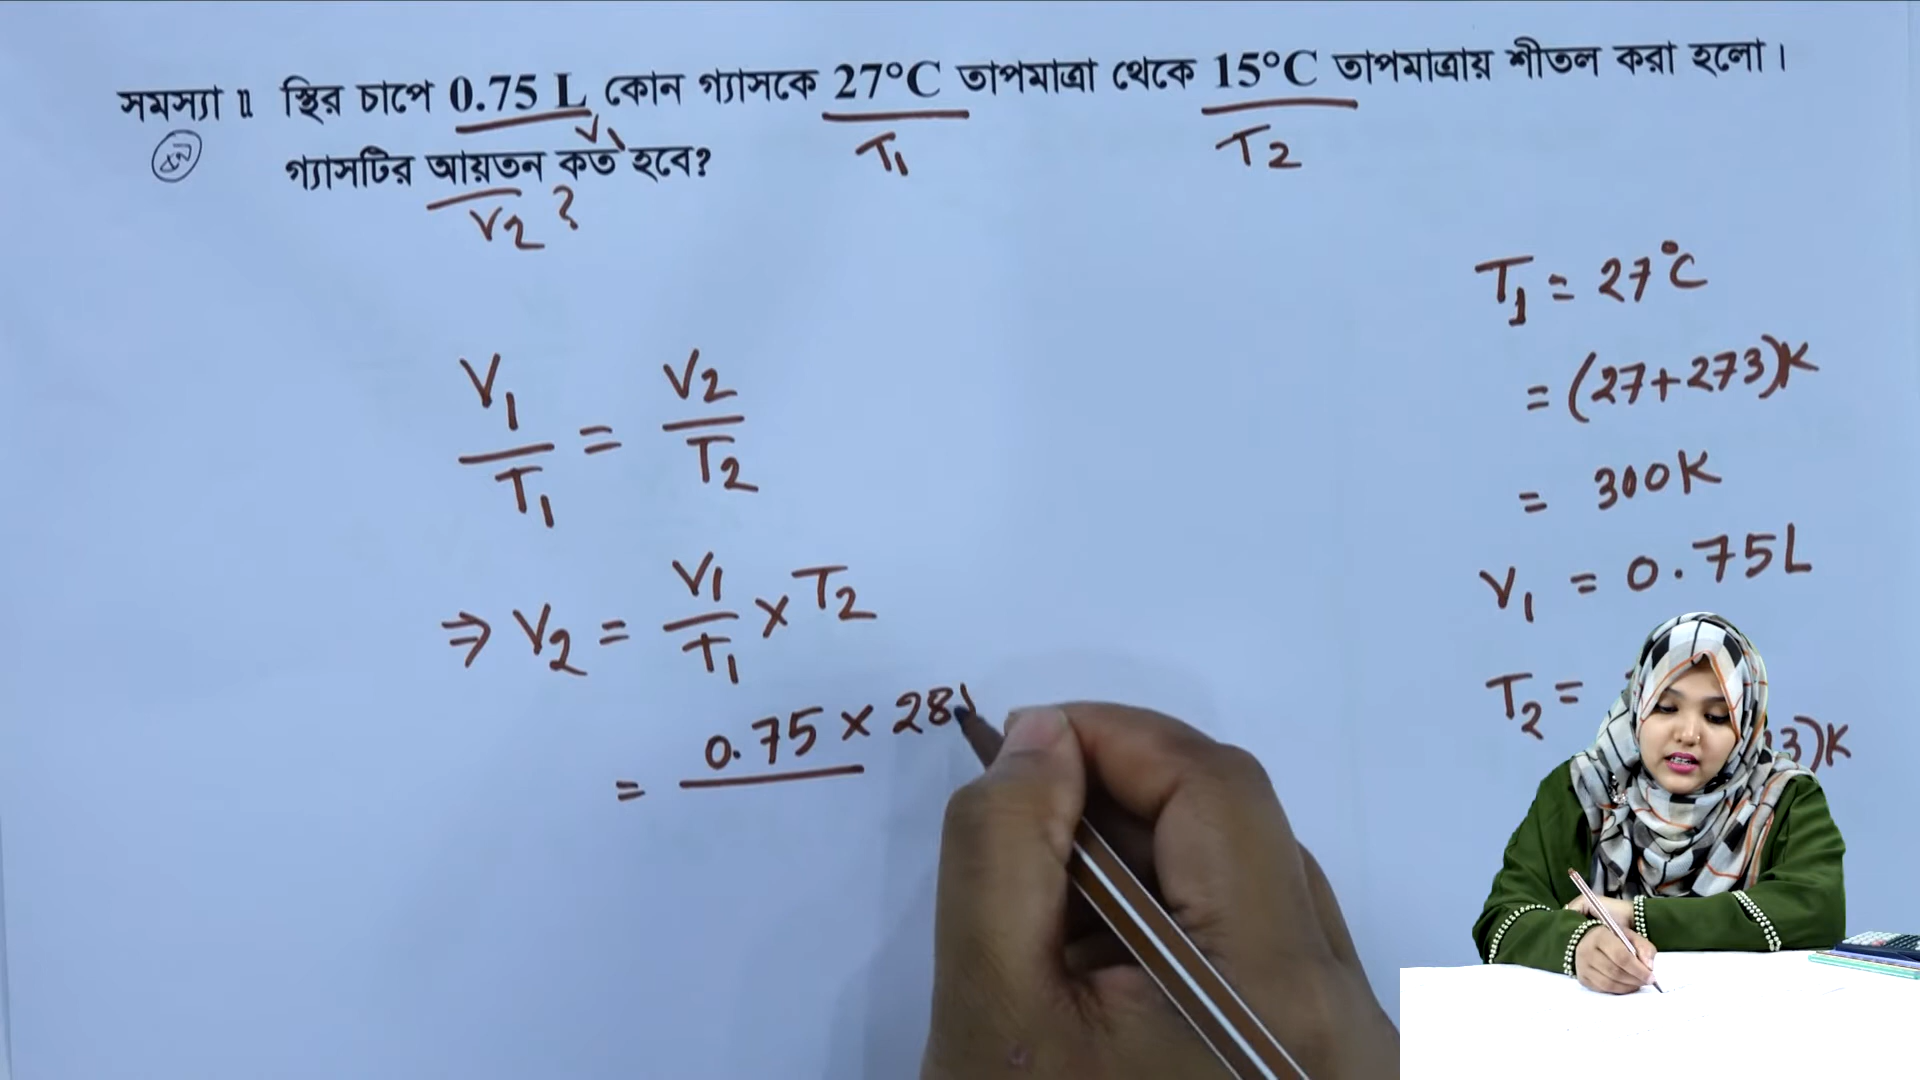 সমস্যা ॥ স্থির চাপে 0.75 L কোন গ্যাসকে 27°C তাপমাত্রা থেকে 15°C তাপমাত্রায় শীতল করা হলো।
V₁ T₁ T₂
গ্যাসটির আয়তন কত হবে?
V₂ ?
V₁/T₁ = V₂/T₂
⇒ V₂ = V₁/T₁ × T₂
= 0.75 × 28
T₁ = 27°C
= (27+273)K
= 300K
V₁ = 0.75L
T₂ =
3)K